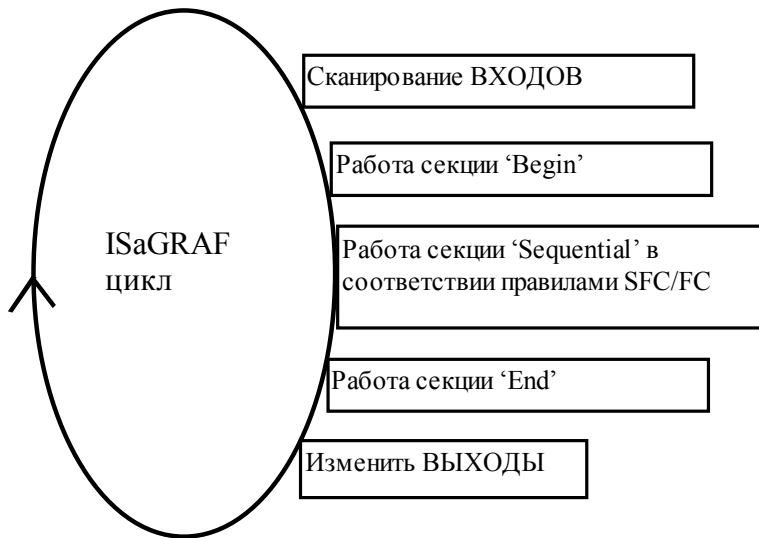 Сканирование ВХОДОВ
Работа секции ‘Begin’
ISaGRAF
цикл
Работа секции ‘Sequential’ в
соответствии правилами SFC/FC
Работа секции ‘End’
Изменить ВЫХОДЫ